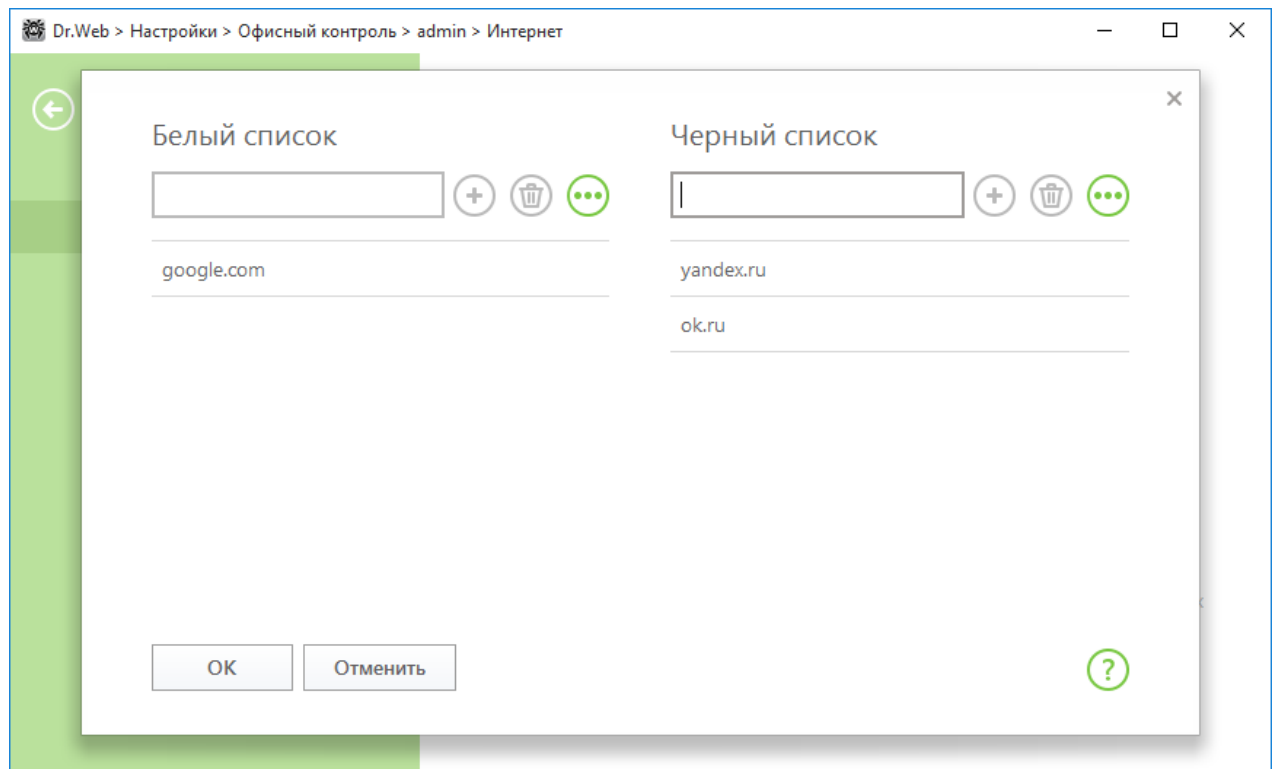 Dr.Web > Настройки > Офисный контроль > admin > Интернет
Белый список
Черный список
google.com
yandex.ru
ok.ru
OK
Отменить
?